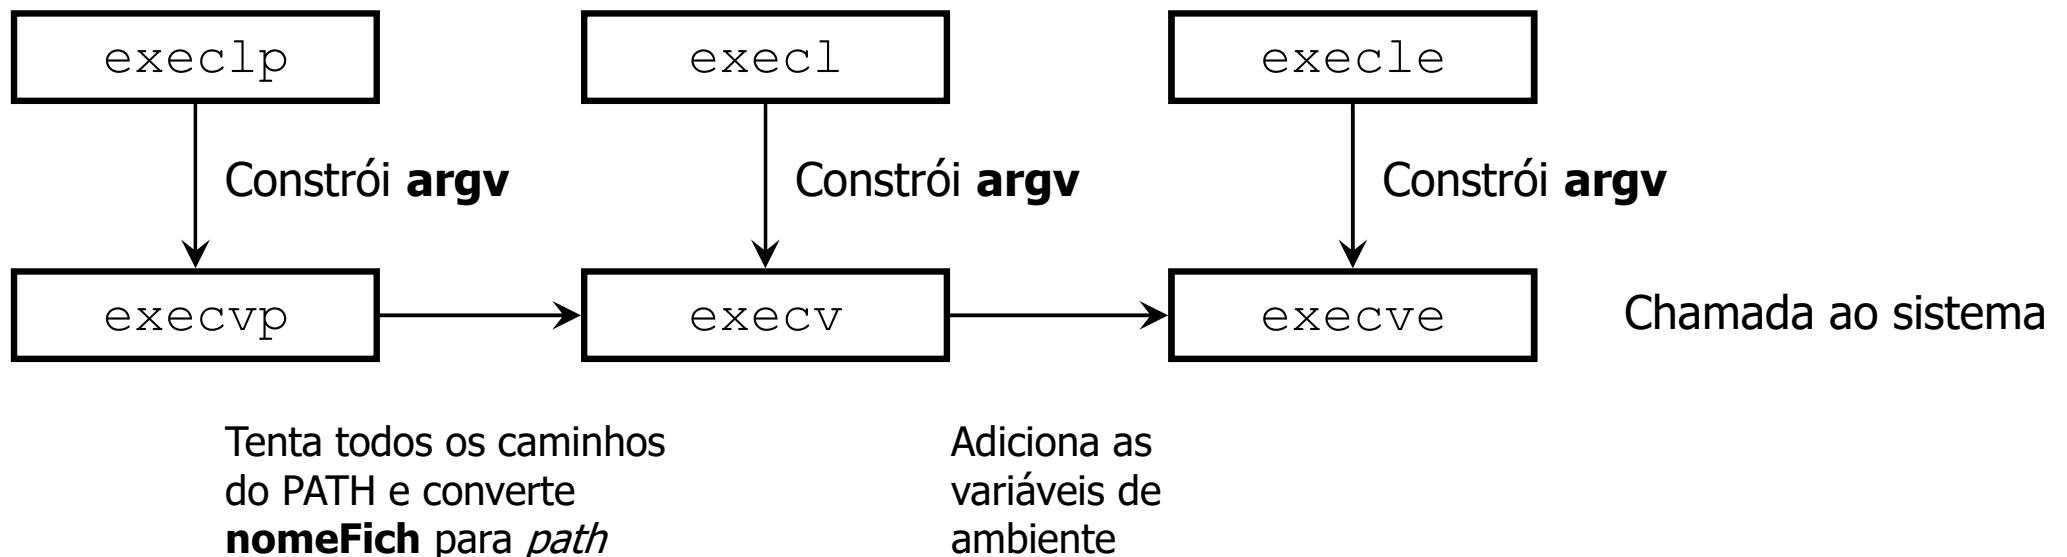 execlp
execl
execle
Constrói argv
Constrói argv
Constrói argv
execvp
execv
execve
Chamada ao sistema
Tenta todos os caminhos
do PATH e converte
nomeFich para path
Adiciona as
variáveis de
ambiente